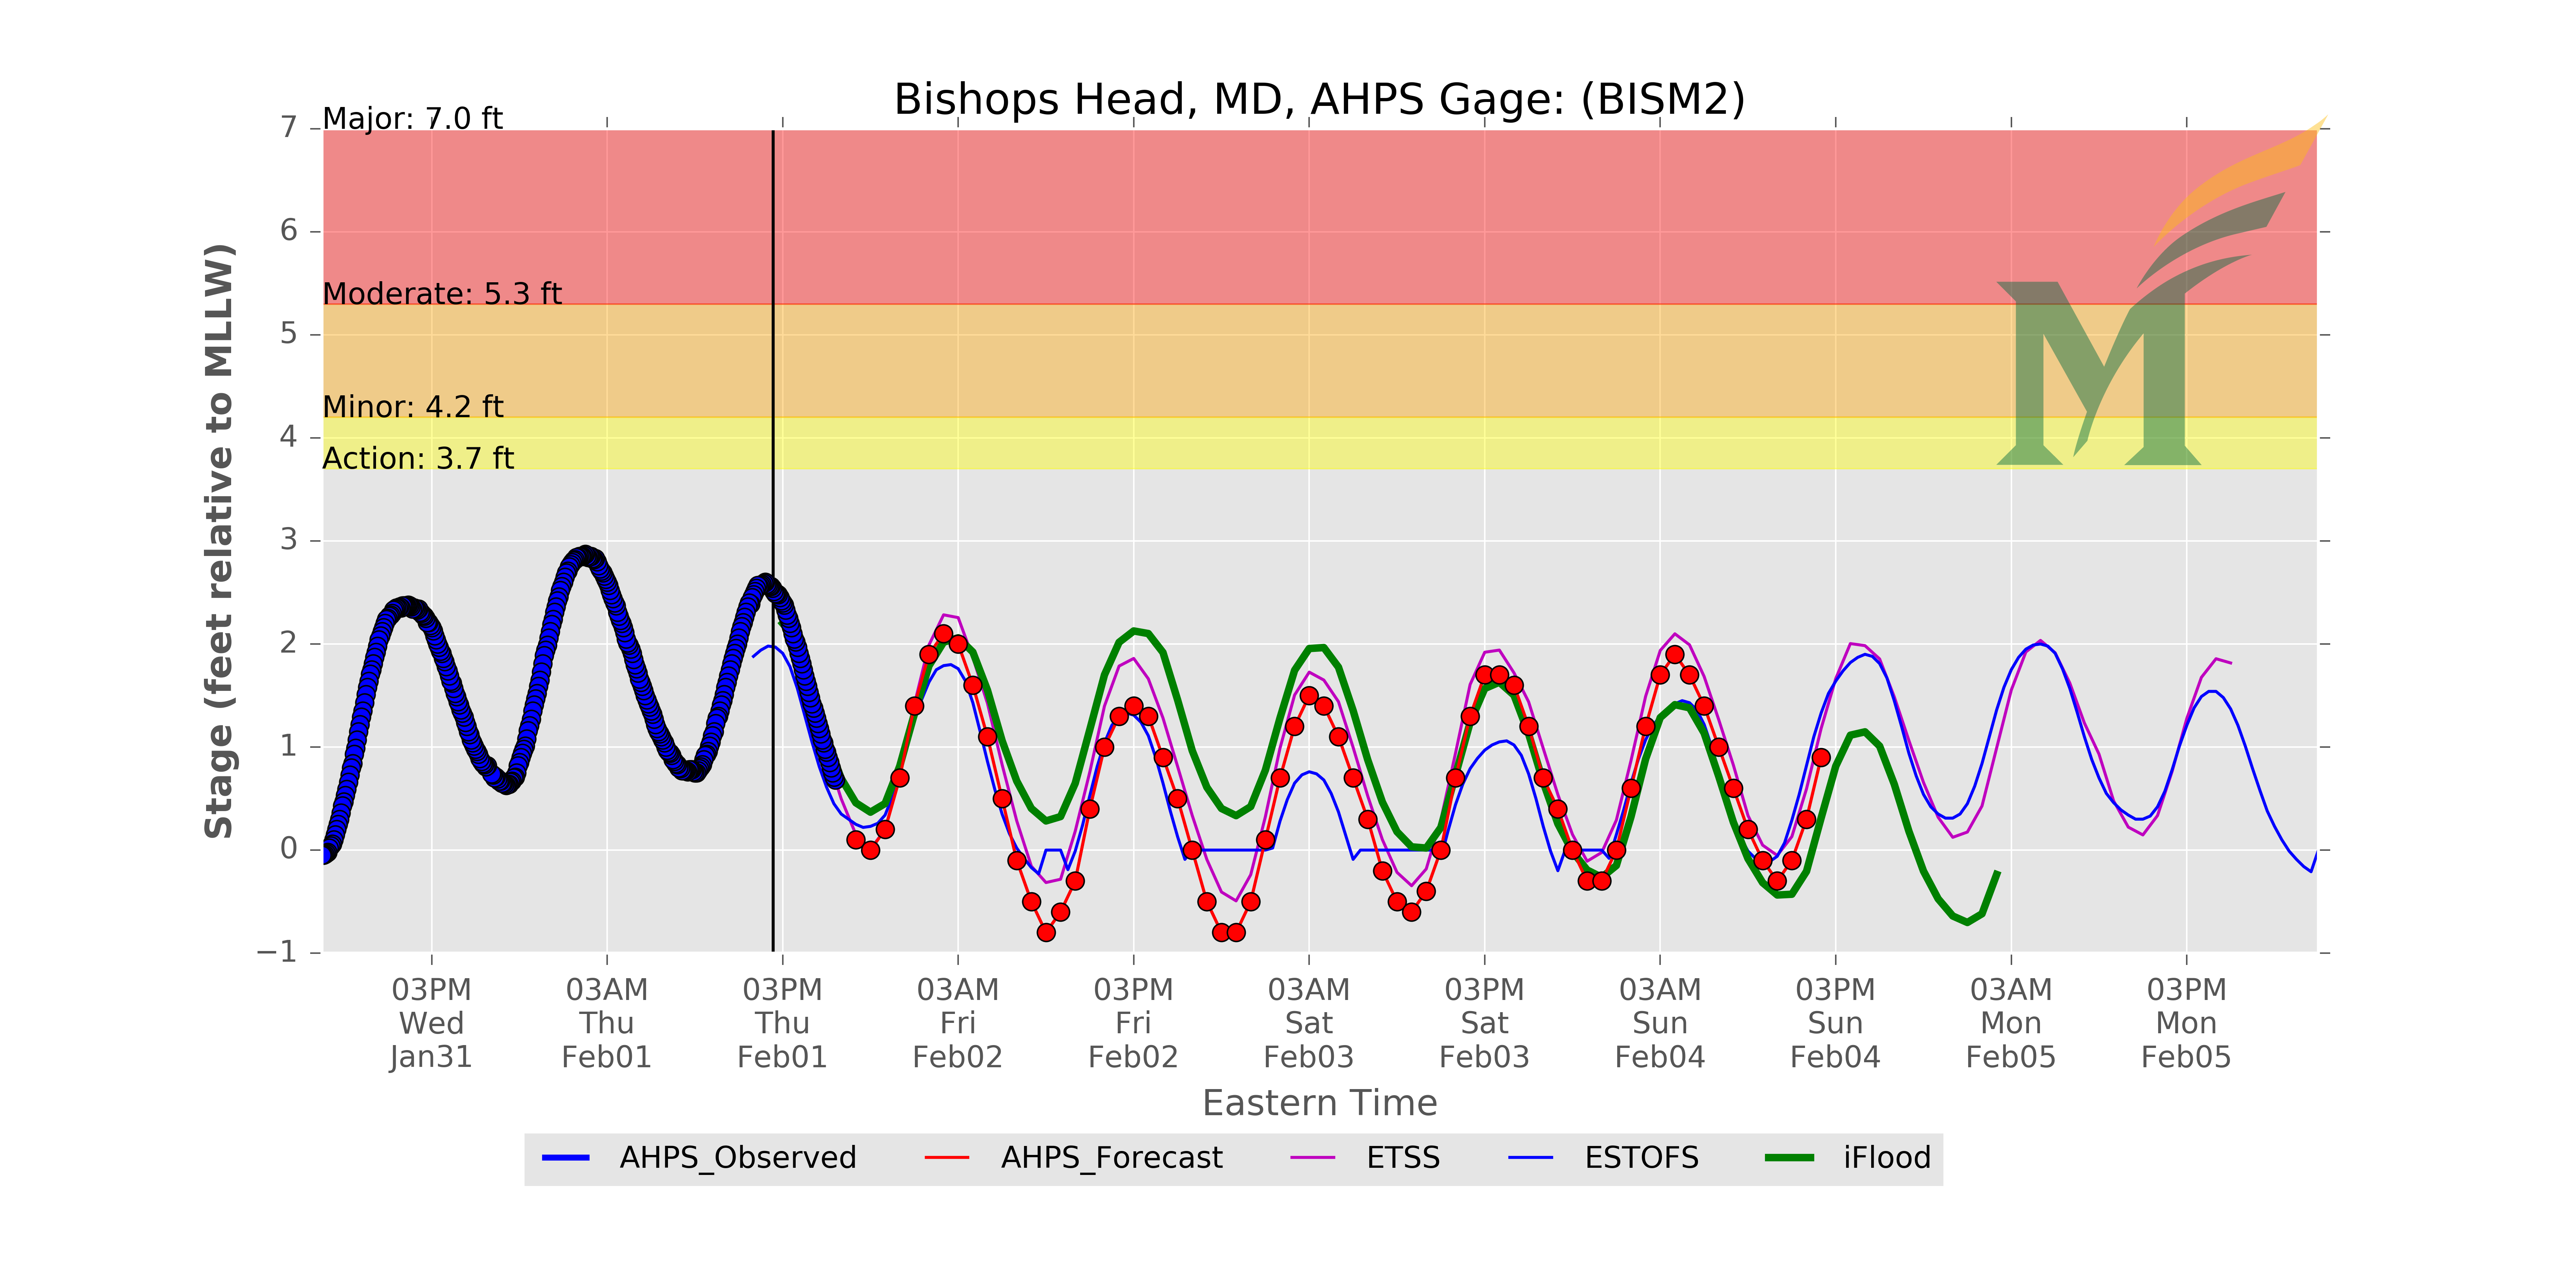 Bishops Head, MD, AHPS Gage: (BISM2)
Major: 7.0 ft
Moderate: 5.3 ft
Minor: 4.2 ft
Action: 3.7 ft
7
6
5
4
3
2
1
0
−1
Stage (feet relative to MLLW)
03PM 03AM 03PM 03AM 03PM 03AM 03PM 03AM 03PM 03AM 03PM
Wed Thu Thu Fri Fri Sat Sat Sun Sun Mon Mon
Jan31 Feb01 Feb01 Feb02 Feb02 Feb03 Feb03 Feb04 Feb04 Feb05 Feb05
Eastern Time
AHPS_Observed AHPS_Forecast ETSS ESTOFS iFlood
M